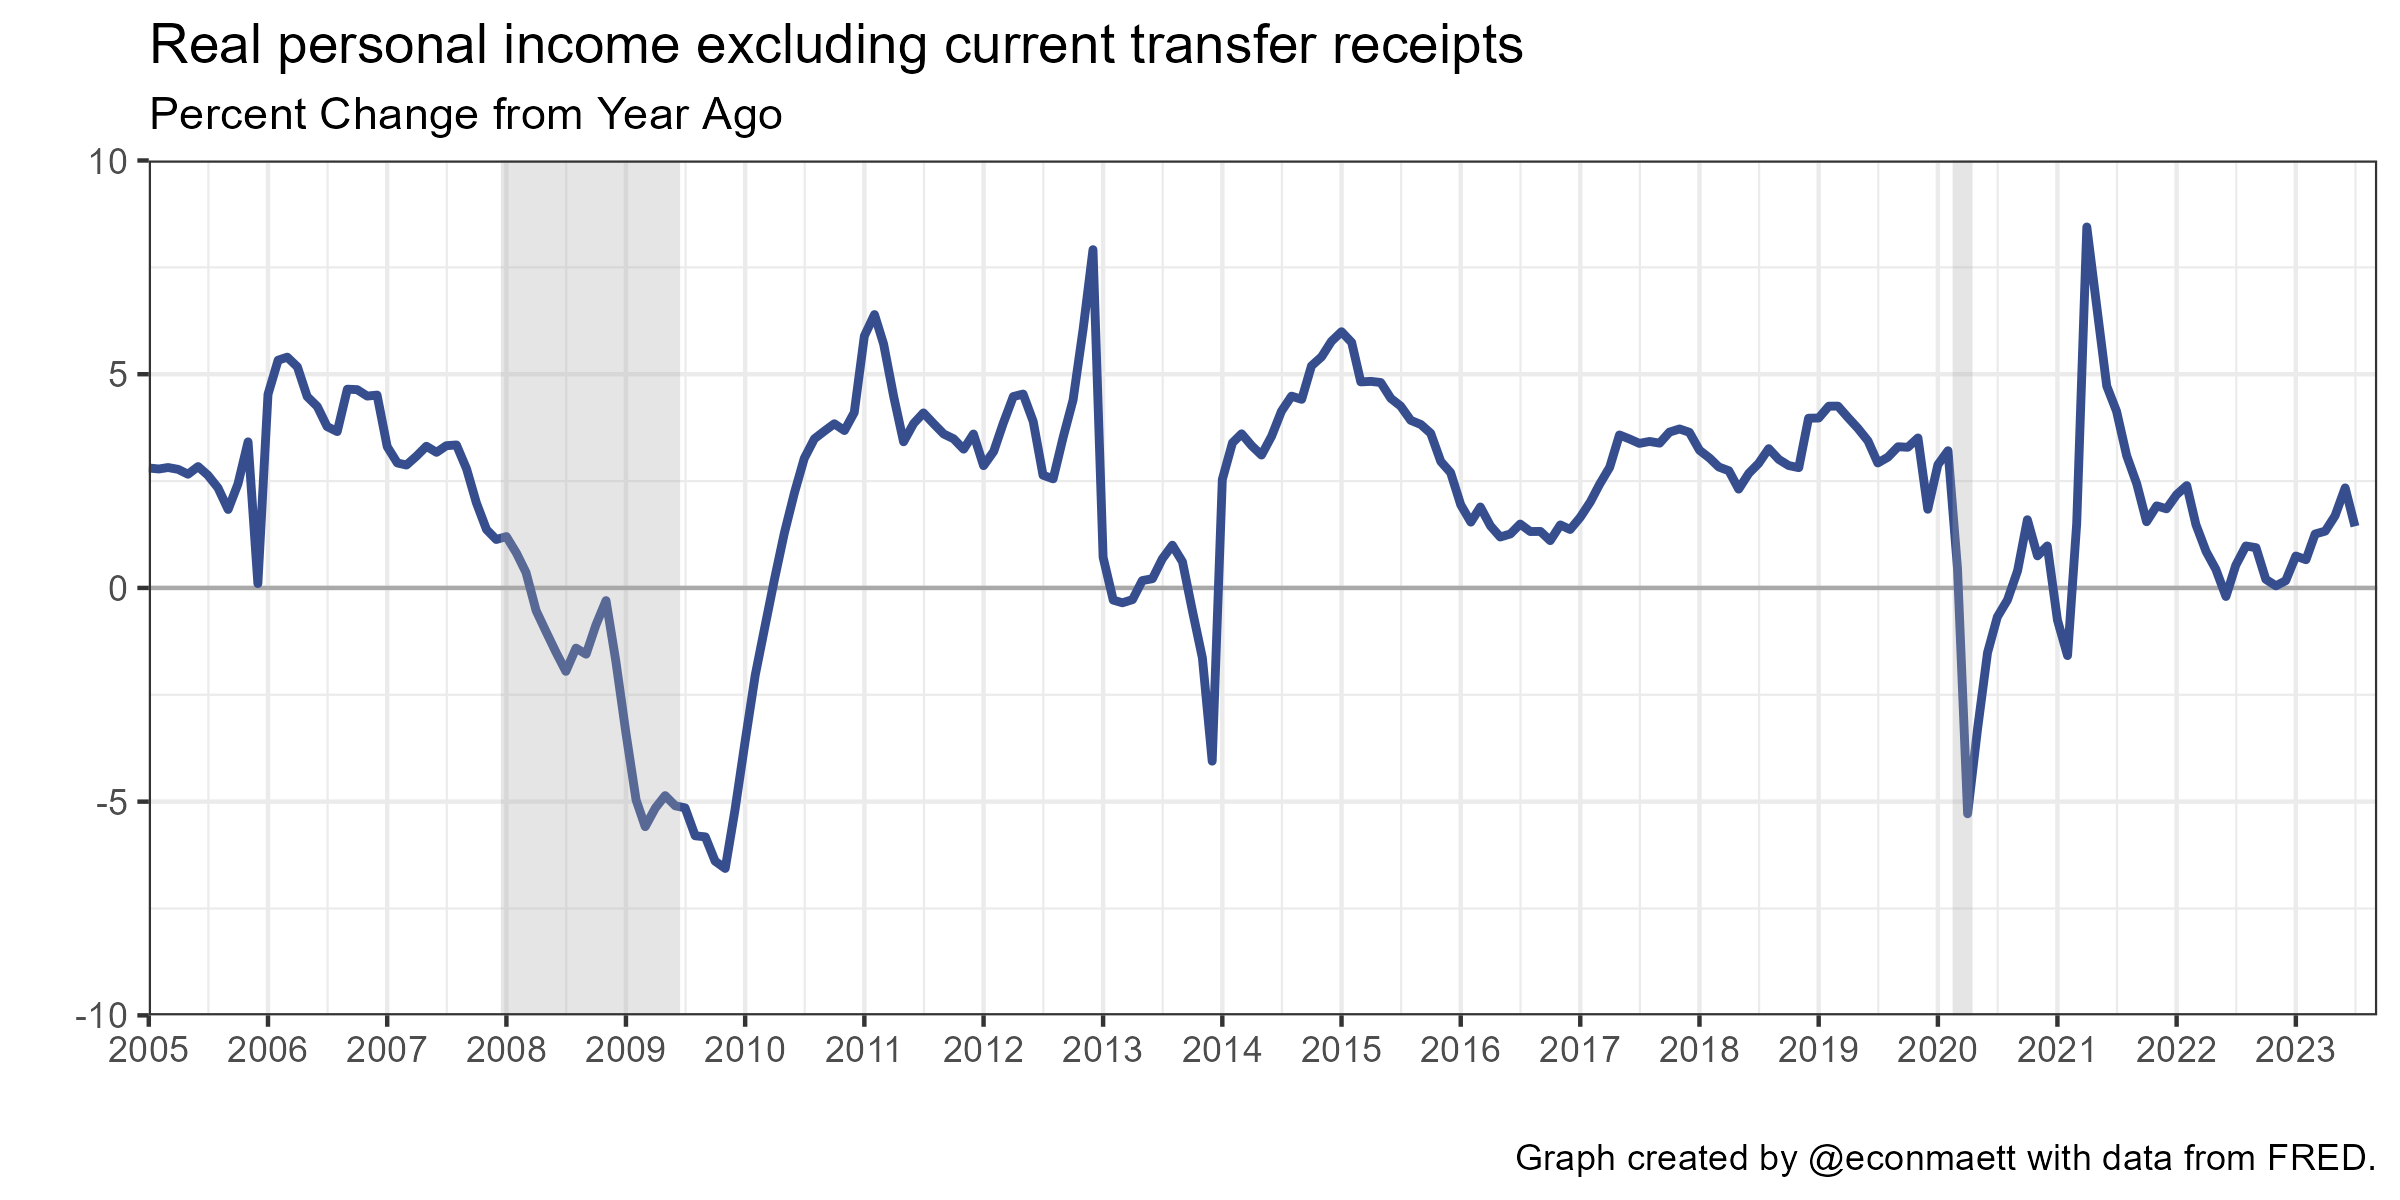 Real personal income excluding current transfer receipts
Percent Change from Year Ago
10
5
0
-5
-10
2005 2006 2007 2008 2009 2010 2011 2012 2013 2014 2015 2016 2017 2018 2019 2020 2021 2022 2023
Graph created by @econmaett with data from FRED.